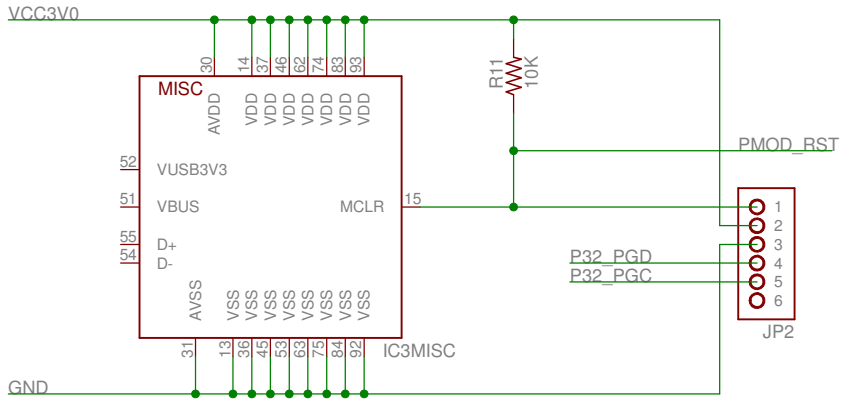 VCC3V0
30 14 37 46 62 74 83 93
MISC
AVDD VDD VDD VDD VDD VDD VDD VDD
R11
10K
PMOD_RST
52 VUSB3V3
51 VBUS MCLR 15
55 D+
54 D-
1
2
3
P32_PGD 4
P32_PGC 5
6
JP2
AVSS VSS VSS VSS VSS VSS VSS VSS VSS
31 13 36 45 53 63 75 84 92
IC3MISC
GND